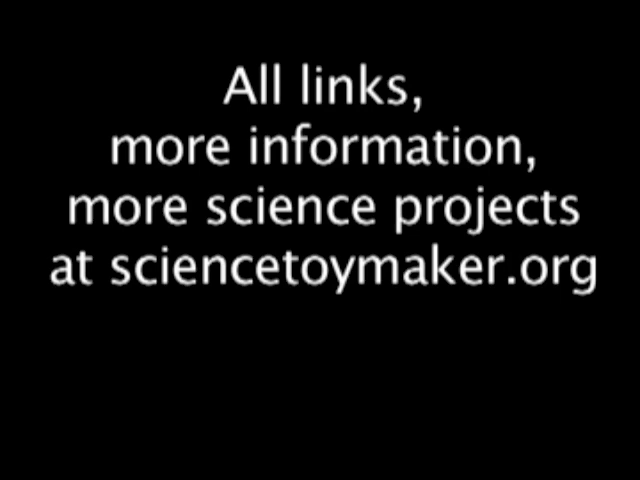 All links,
more information,
more science projects
at sciencetoymaker.org